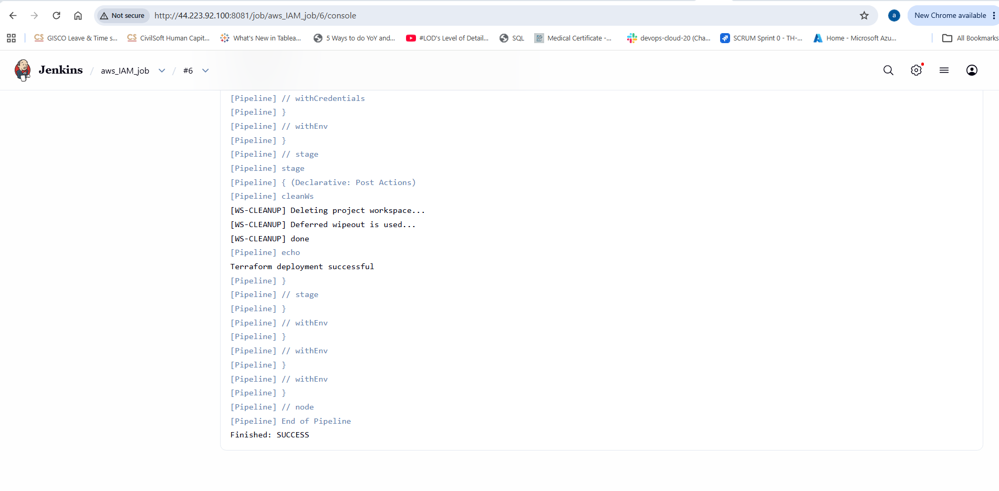 Not secure http://44.223.92.100:8081/job/aws_IAM_job/6/console a New Chrome available
CS GISCO Leave & Time s... CS CivilSoft Human Capit... What's New in Tablea... 5 Ways to do YoY and... #LOD's Level of Detail... SQL Medical Certificate -... devops-cloud-20 (Cha... SCRUM Sprint 0 - TH-... Home - Microsoft Azu... All Bookmarks
Jenkins / aws_IAM_job / #6
[Pipeline] // withCredentials
[Pipeline] }
[Pipeline] // withEnv
[Pipeline] }
[Pipeline] // stage
[Pipeline] stage
[Pipeline] { (Declarative: Post Actions)
[Pipeline] cleanWs
[WS-CLEANUP] Deleting project workspace...
[WS-CLEANUP] Deferred wipeout is used...
[WS-CLEANUP] done
[Pipeline] echo
Terraform deployment successful
[Pipeline] }
[Pipeline] // stage
[Pipeline] }
[Pipeline] // withEnv
[Pipeline] }
[Pipeline] // withEnv
[Pipeline] }
[Pipeline] // withEnv
[Pipeline] }
[Pipeline] // node
[Pipeline] End of Pipeline
Finished: SUCCESS